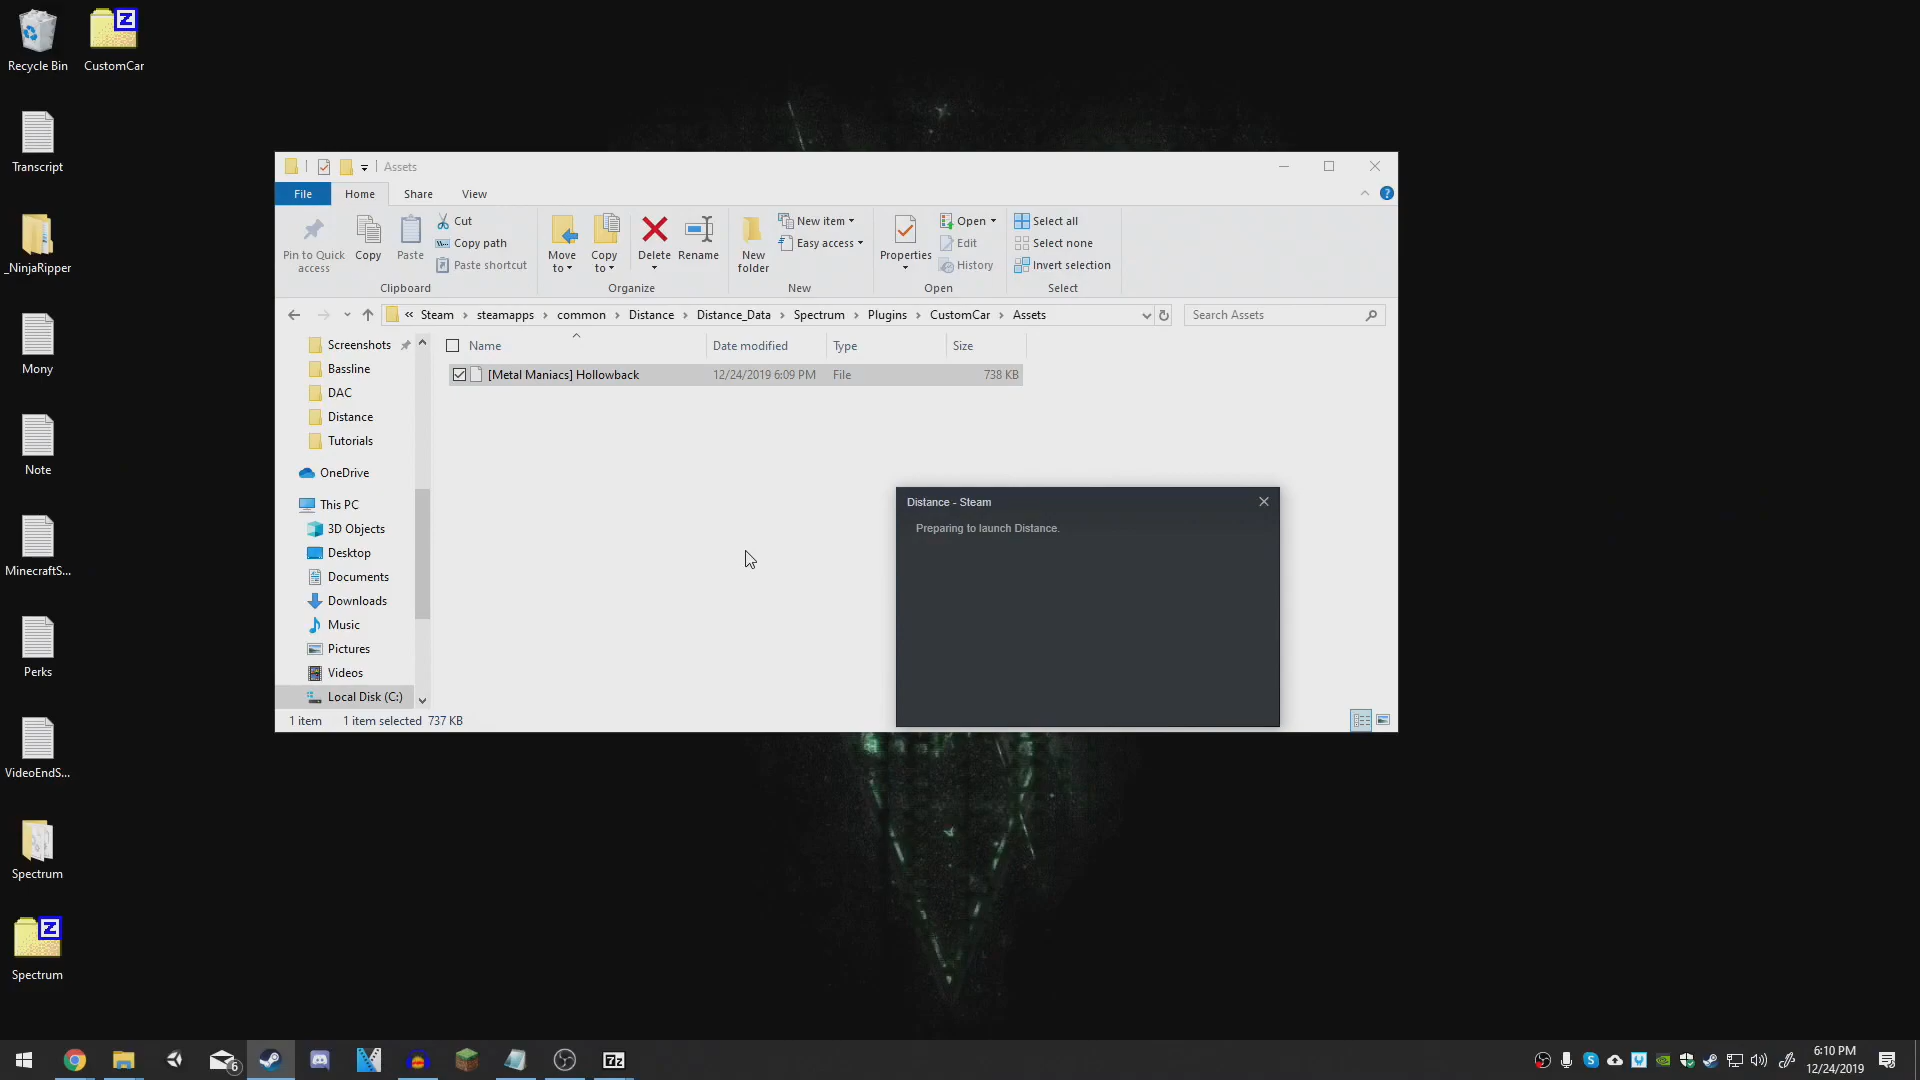 Recycle Bin
CustomCar
Transcript
_NinjaRipper
Mony
Note
MinecraftS...
Perks
VideoEndS...
Spectrum
Spectrum
Assets
File
Home
Share
View
Pin to Quick access
Copy
Paste
Cut
Copy path
Paste shortcut
Clipboard
Move to
Copy to
Delete
Rename
Organize
New folder
New item
Easy access
New
Properties
Open
Edit
History
Open
Select all
Select none
Invert selection
Select
« Steam > steamapps > common > Distance > Distance_Data > Spectrum > Plugins > CustomCar > Assets
Search Assets
Name
Date modified
Type
Size
[Metal Maniacs] Hollowback
12/24/2019 6:09 PM
File
738 KB
Screenshots
Bassline
DAC
Distance
Tutorials
OneDrive
This PC
3D Objects
Desktop
Documents
Downloads
Music
Pictures
Videos
Local Disk (C:)
1 item
1 item selected 737 KB
Distance - Steam
Preparing to launch Distance.
6
7z
6:10 PM
12/24/2019